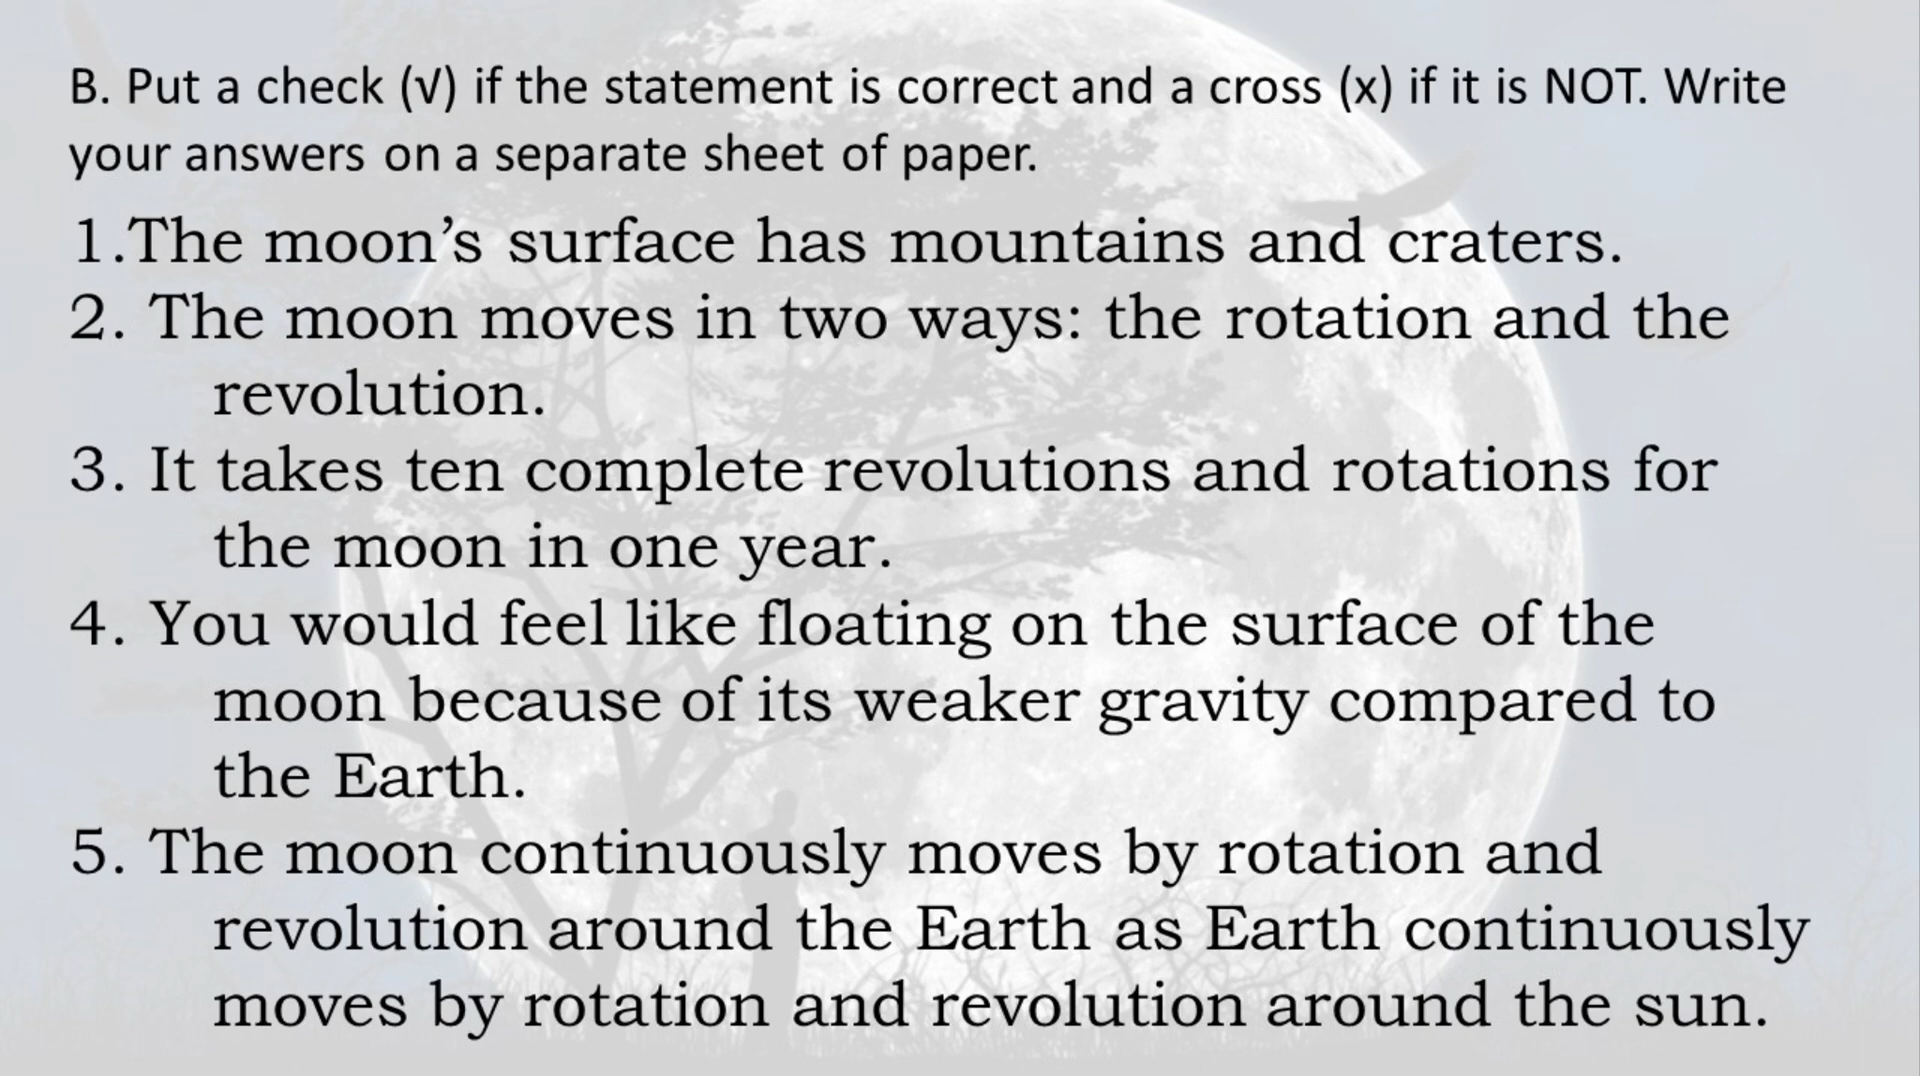 B. Put a check (√) if the statement is correct and a cross (x) if it is NOT. Write
your answers on a separate sheet of paper.
1.The moon’s surface has mountains and craters.
2. The moon moves in two ways: the rotation and the
revolution.
3. It takes ten complete revolutions and rotations for
the moon in one year.
4. You would feel like floating on the surface of the
moon because of its weaker gravity compared to
the Earth.
5. The moon continuously moves by rotation and
revolution around the Earth as Earth continuously
moves by rotation and revolution around the sun.